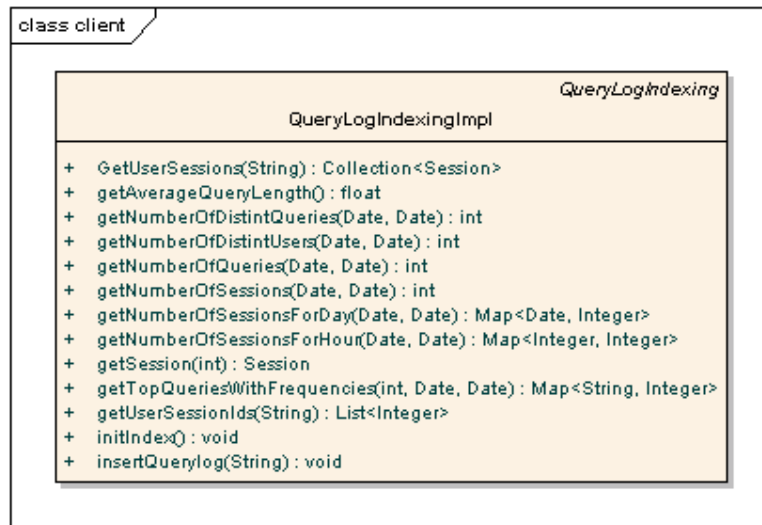 class client
QueryLogIndexing
QueryLogIndexingImpl
+ GetUserSessions(String) : Collection<Session>
+ getAverageQueryLength() : float
+ getNumberOfDistintQueries(Date, Date) : int
+ getNumberOfDistintUsers(Date, Date) : int
+ getNumberOfQueries(Date, Date) : int
+ getNumberOfSessions(Date, Date) : int
+ getNumberOfSessionsForDay(Date, Date) : Map<Date, Integer>
+ getNumberOfSessionsForHour(Date, Date) : Map<Integer, Integer>
+ getSession(int) : Session
+ getTopQueriesWithFrequencies(int, Date, Date) : Map<String, Integer>
+ getUserSessionIds(String) : List<Integer>
+ initIndex() : void
+ insertQuerylog(String) : void